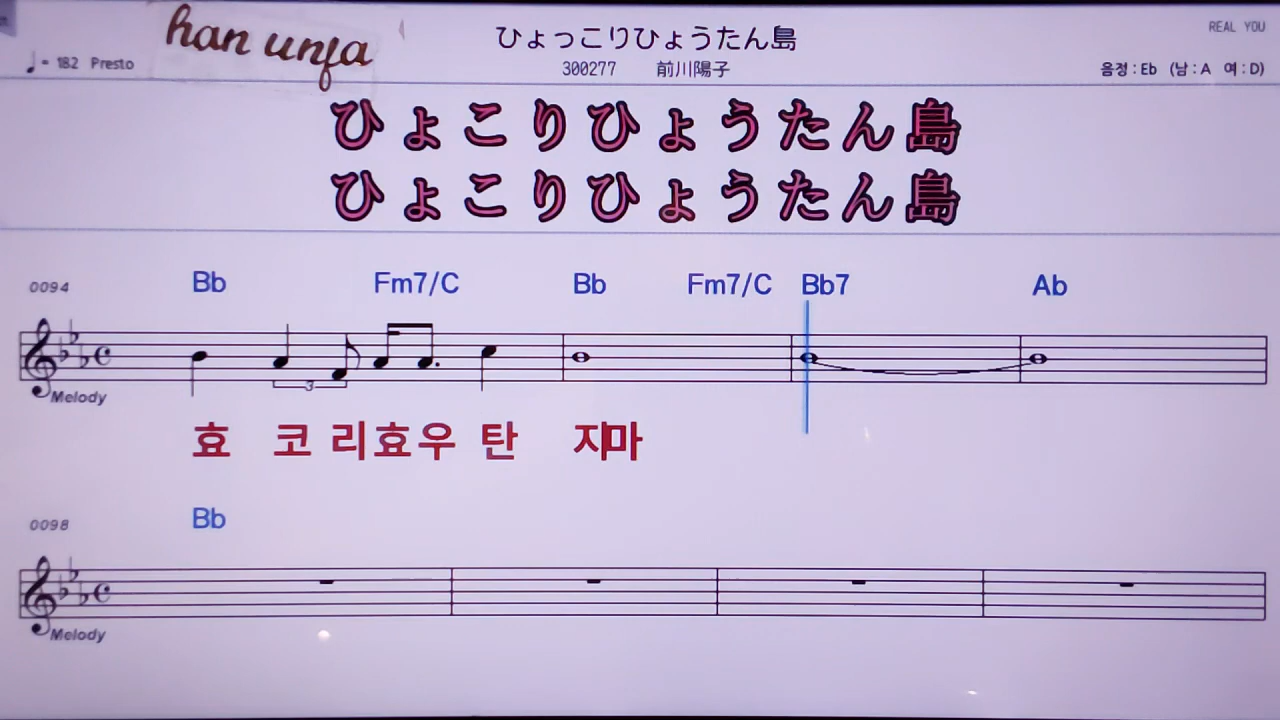 han unja
ひょっこりひょうたん島
REAL YOU
♩= 182 Presto
300277 前川陽子
음정 : Eb (남 : A 여 : D)
ひょこりひょうたん島
ひょこりひょうたん島
0094 Bb Fm7/C Bb Fm7/C Bb7 Ab
3
Melody
효 코 리효우 탄 지마
0098 Bb
Melody